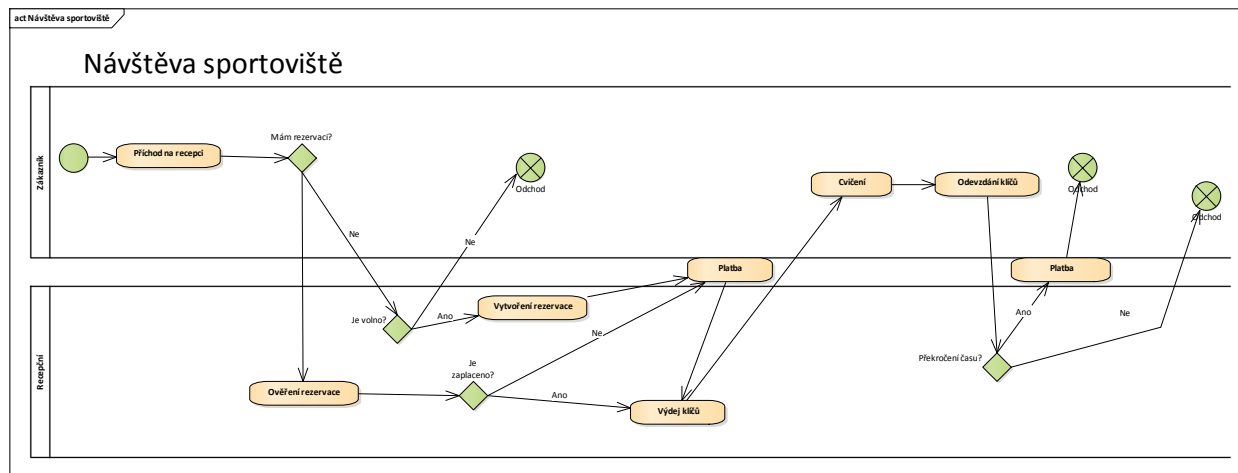 act Návštěva sportoviště
Návštěva sportoviště
Zákazník
Příchod na recepci
Mám rezervaci?
Ne
Ne
Odchod
Cvičení
Odevzdání klíčů
Odchod
Odchod
Platba
Platba
Recepční
Je volno?
Ano
Vytvoření rezervace
Ne
Ano
Ne
Překročení času?
Ověření rezervace
Je
zaplaceno?
Ano
Výdej klíčů